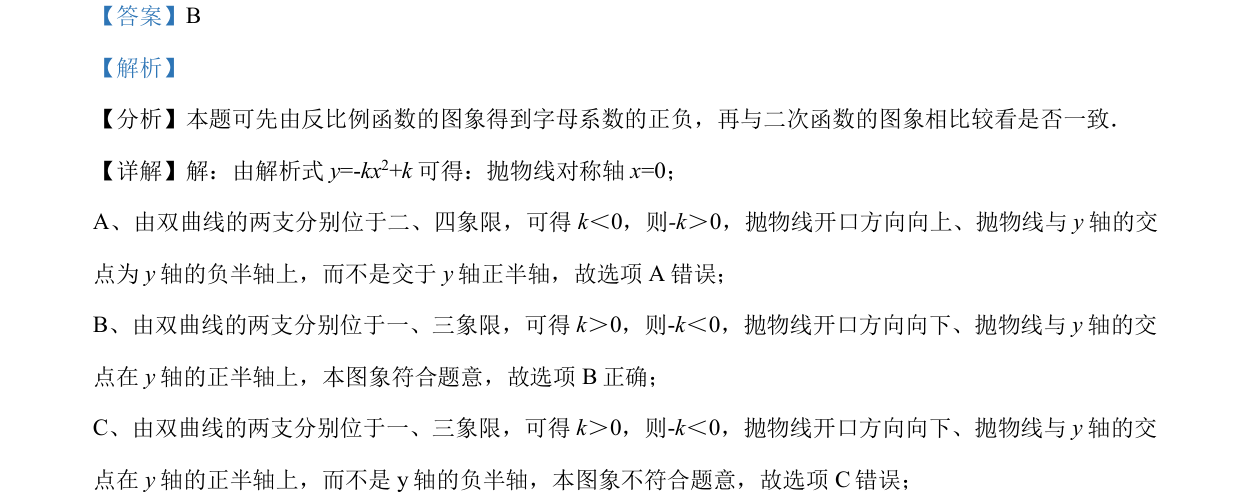 【答案】B
【解析】
【分析】本题可先由反比例函数的图象得到字母系数的正负，再与二次函数的图象相比较看是否一致．
【详解】解：由解析式 y=-kx²+k 可得：抛物线对称轴 x=0；
A、由双曲线的两支分别位于二、四象限，可得 k＜0，则-k＞0，抛物线开口方向向上、抛物线与 y 轴的交
点为 y 轴的负半轴上，而不是交于 y 轴正半轴，故选项 A 错误；
B、由双曲线的两支分别位于一、三象限，可得 k＞0，则-k＜0，抛物线开口方向向下、抛物线与 y 轴的交
点在 y 轴的正半轴上，本图象符合题意，故选项 B 正确；
C、由双曲线的两支分别位于一、三象限，可得 k＞0，则-k＜0，抛物线开口方向向下、抛物线与 y 轴的交
点在 y 轴的正半轴上，而不是 y 轴的负半轴，本图象不符合题意，故选项 C 错误；